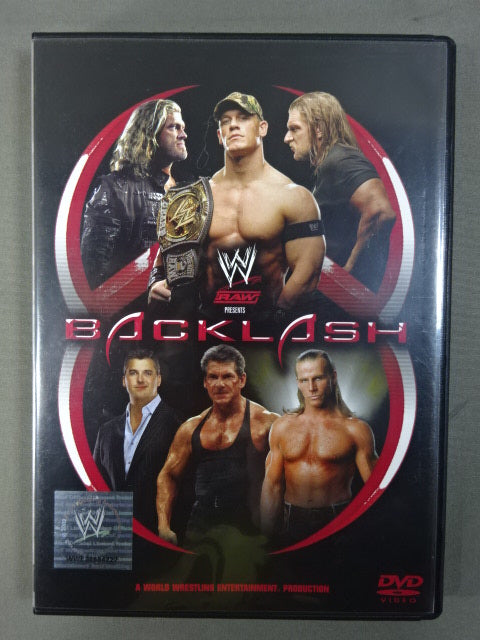 W
RAW
PRESENTS
BACKLASH
W
A WORLD WRESTLING ENTERTAINMENT. PRODUCTION
DVD
VIDEO